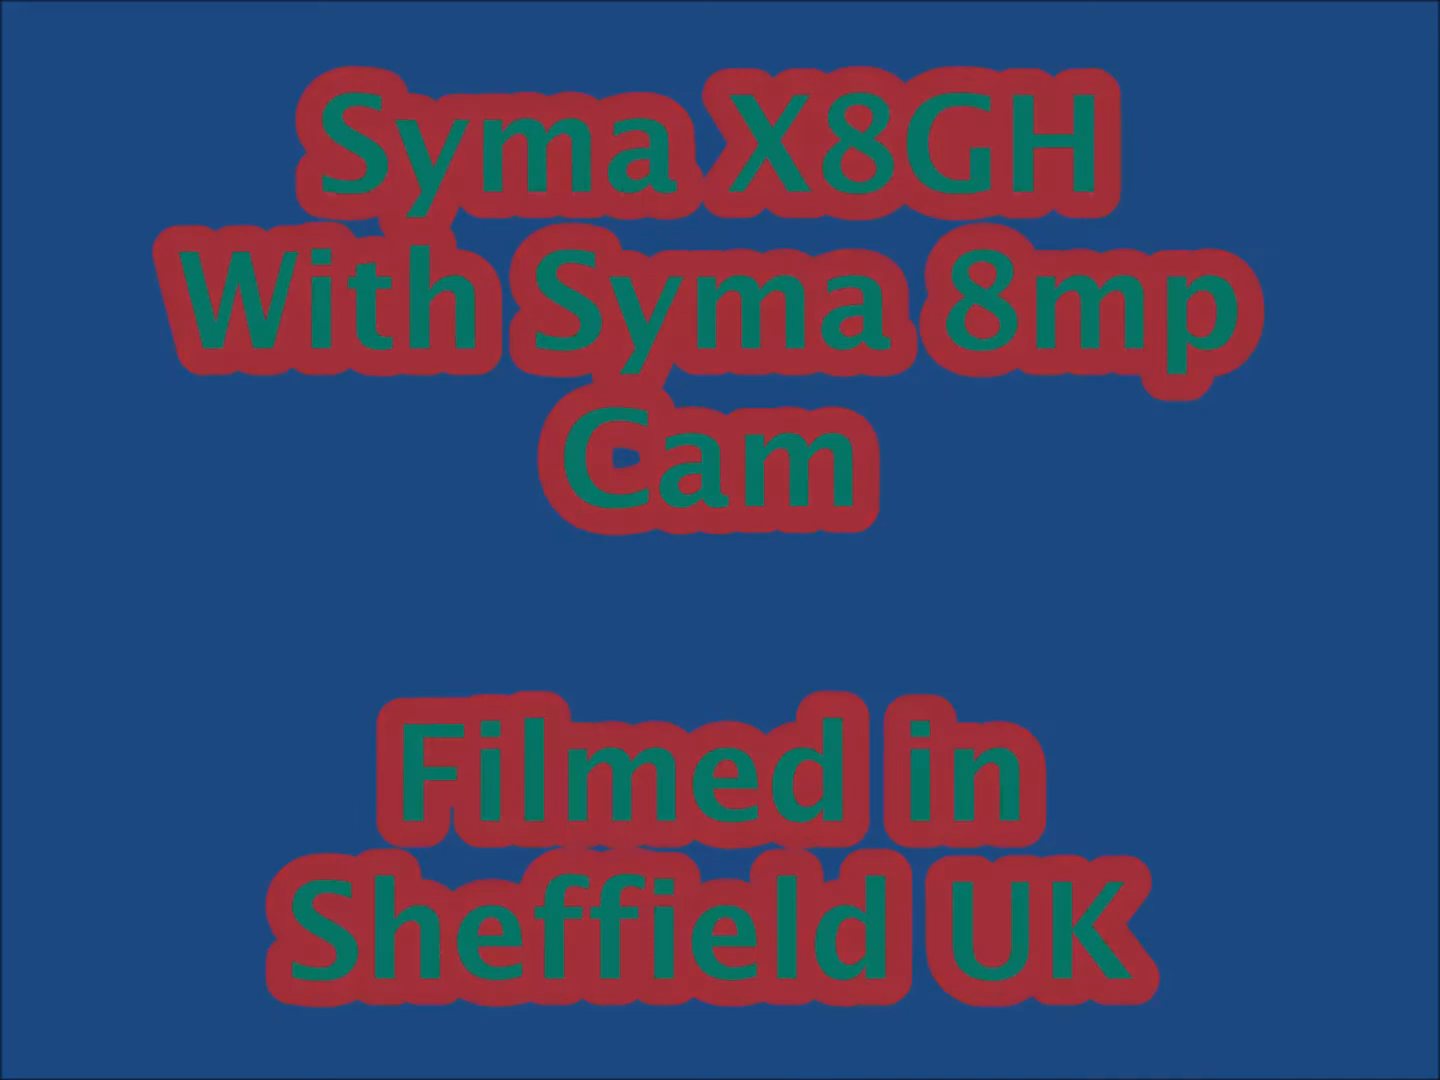 Syma X8GH
With Syma 8mp
Cam
Filmed in
Sheffield UK